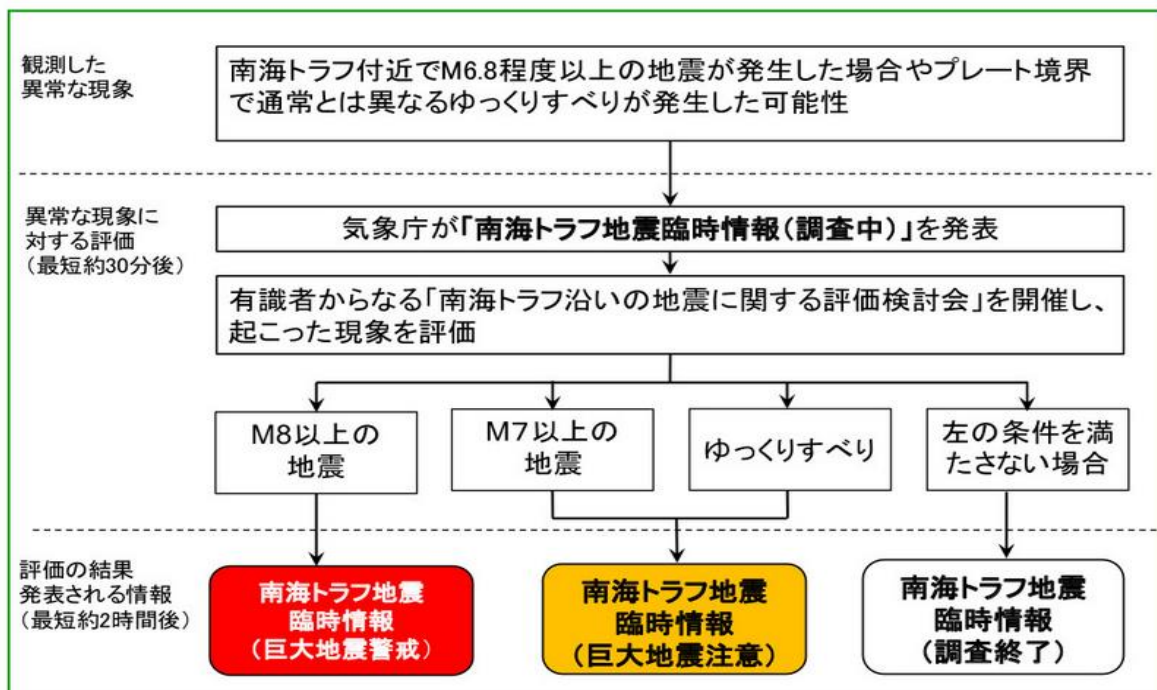 観測した
異常な現象
南海トラフ付近でM6.8程度以上の地震が発生した場合やプレート境界
で通常とは異なるゆっくりすべりが発生した可能性
異常な現象に
対する評価
（最短約30分後）
気象庁が「南海トラフ地震臨時情報（調査中）」を発表
有識者からなる「南海トラフ沿いの地震に関する評価検討会」を開催し、
起こった現象を評価
M8以上の
地震
M7以上の
地震
ゆっくりすべり
左の条件を満
たさない場合
評価の結果
発表される情報
（最短約2時間後）
南海トラフ地震
臨時情報
（巨大地震警戒）
南海トラフ地震
臨時情報
（巨大地震注意）
南海トラフ地震
臨時情報
（調査終了）